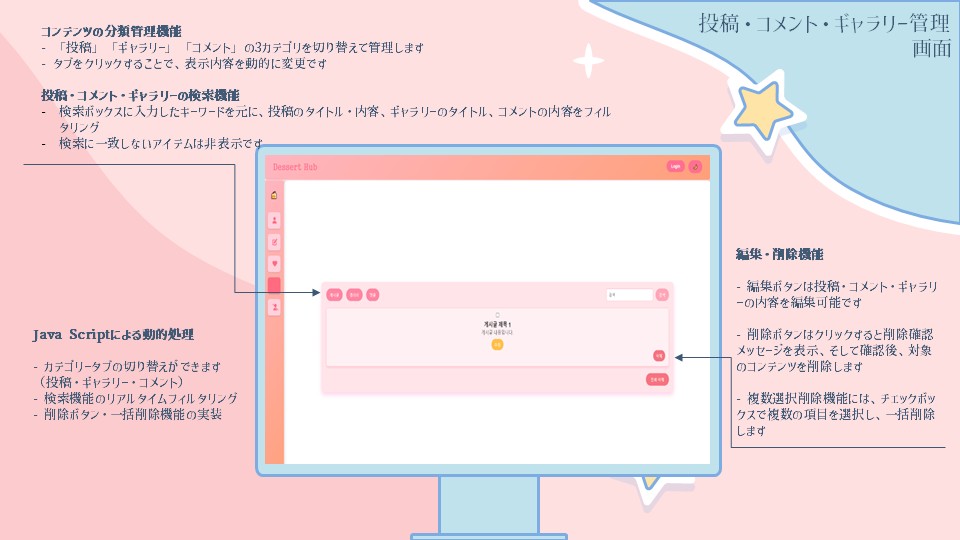 投稿・コメント・ギャラリー管理
画面
コンテンツの分類管理機能
- 「投稿」「ギャラリー」「コメント」の3カテゴリを切り替えて管理します
- タブをクリックすることで、表示内容を動的に変更です
投稿・コメント・ギャラリーの検索機能
- 検索ボックスに入力したキーワードを元に、投稿のタイトル・内容、ギャラリーのタイトル、コメントの内容をフィル
タリング
- 検索に一致しないアイテムは非表示です
Dessert Hub
Login
게시글 제목 1
Java Scriptによる動的処理
- カテゴリータブの切り替えができます
（投稿・ギャラリー・コメント）
- 検索機能のリアルタイムフィルタリング
- 削除ボタン・一括削除機能の実装
編集・削除機能
- 編集ボタンは投稿・コメント・ギャラリ
ーの内容を編集可能です
- 削除ボタンはクリックすると削除確認
メッセージを表示、そして確認後、対象
のコンテンツを削除します
- 複数選択削除機能には、チェックボッ
クスで複数の項目を選択し、一括削除
します